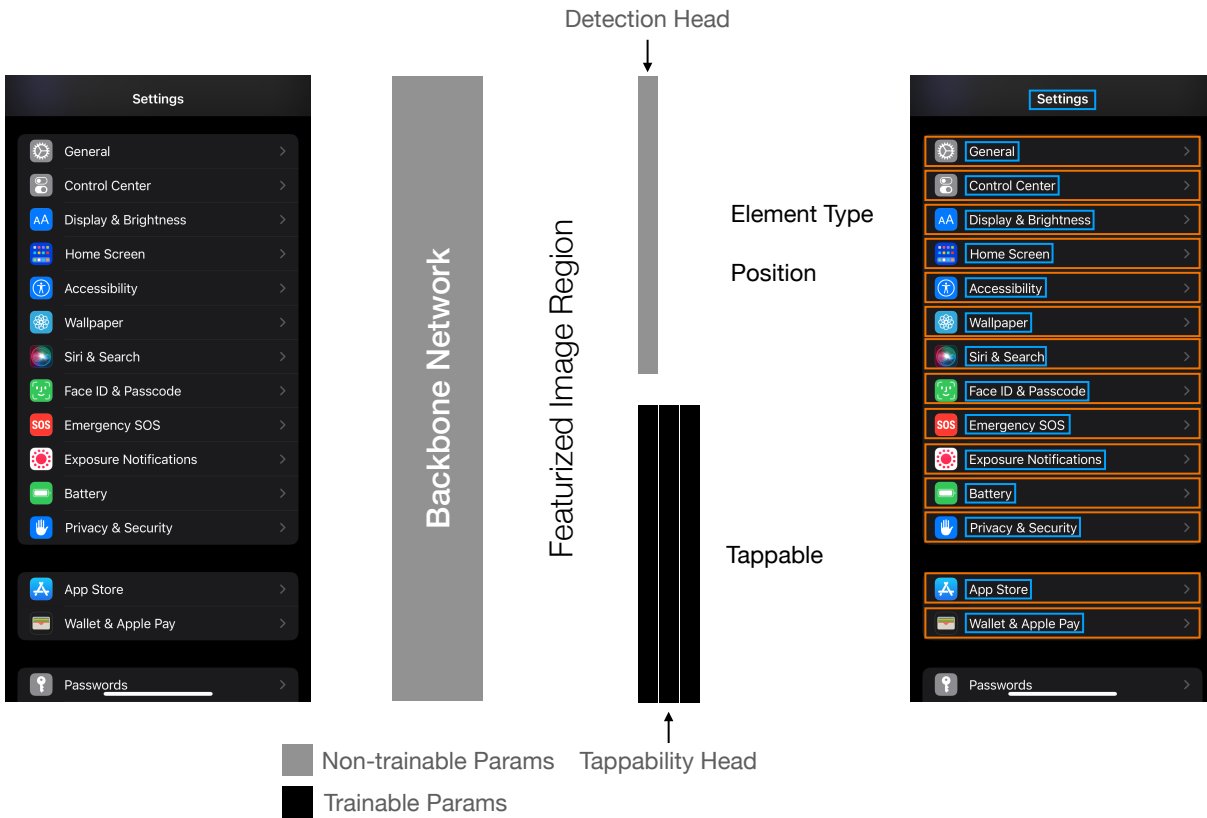 Detection Head
Settings
General
Control Center
AA Display & Brightness
Home Screen
Accessibility
Wallpaper
Siri & Search
Face ID & Passcode
SOS Emergency SOS
Exposure Notifications
Battery
Privacy & Security
App Store
Wallet & Apple Pay
Passwords
Backbone Network
Featurized Image Region
Element Type
Position
Tappable
Settings
General
Control Center
AA Display & Brightness
Home Screen
Accessibility
Wallpaper
Siri & Search
Face ID & Passcode
SOS Emergency SOS
Exposure Notifications
Battery
Privacy & Security
App Store
Wallet & Apple Pay
Passwords
Non-trainable Params
Tappability Head
Trainable Params